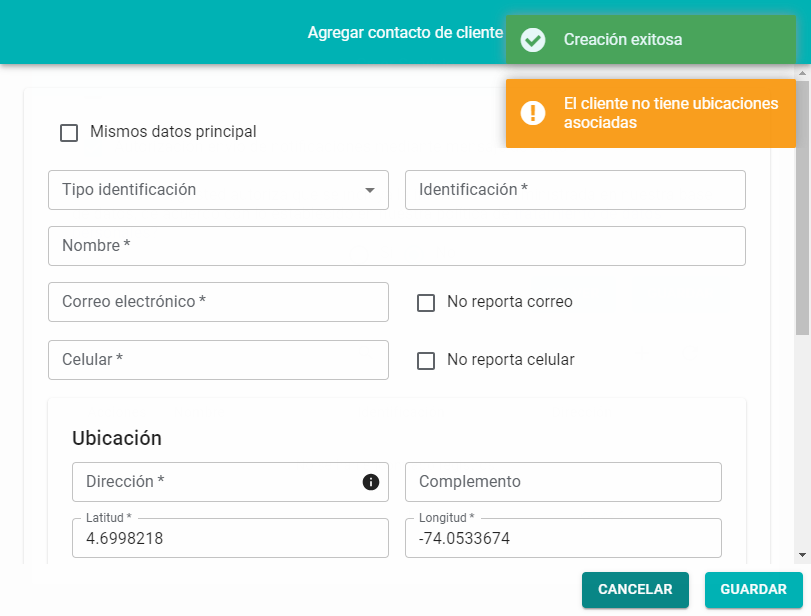 Agregar contacto de cliente
Creación exitosa
El cliente no tiene ubicaciones
asociadas
Mismos datos principal
Tipo identificación
Identificación *
Nombre *
Correo electrónico *
No reporta correo
Celular *
No reporta celular
Ubicación
Dirección *
Complemento
Latitud *
4.6998218
Longitud *
-74.0533674
CANCELAR
GUARDAR